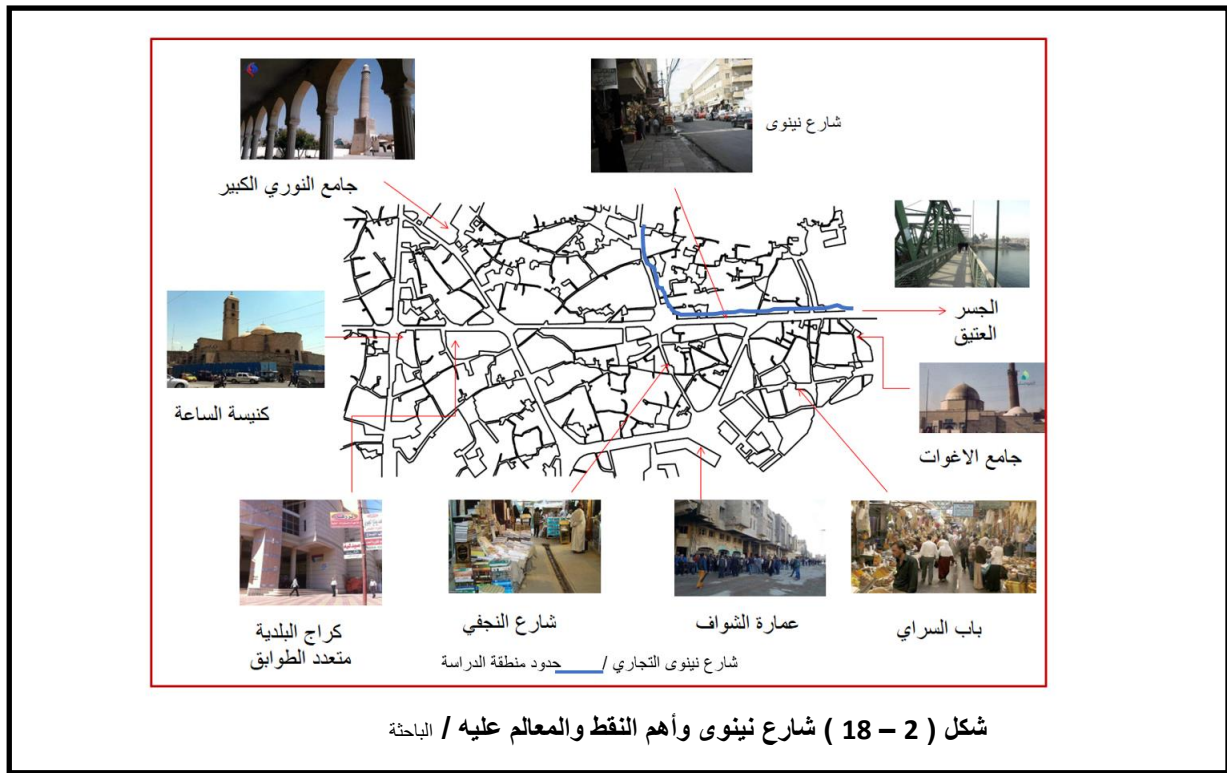 شارع نينوى
جامع النوري الكبير
الجسر
العتيق
كنيسة الساعة
جامع الاغوات
كراج البلدية
متعدد الطوابق
شارع النجفي
عمارة الشواف
باب السراي
شارع نينوى التجاري / حدود منطقة الدراسة
شكل ( 2 – 18 ) شارع نينوى وأهم النقط والمعالم عليه / الباحثة